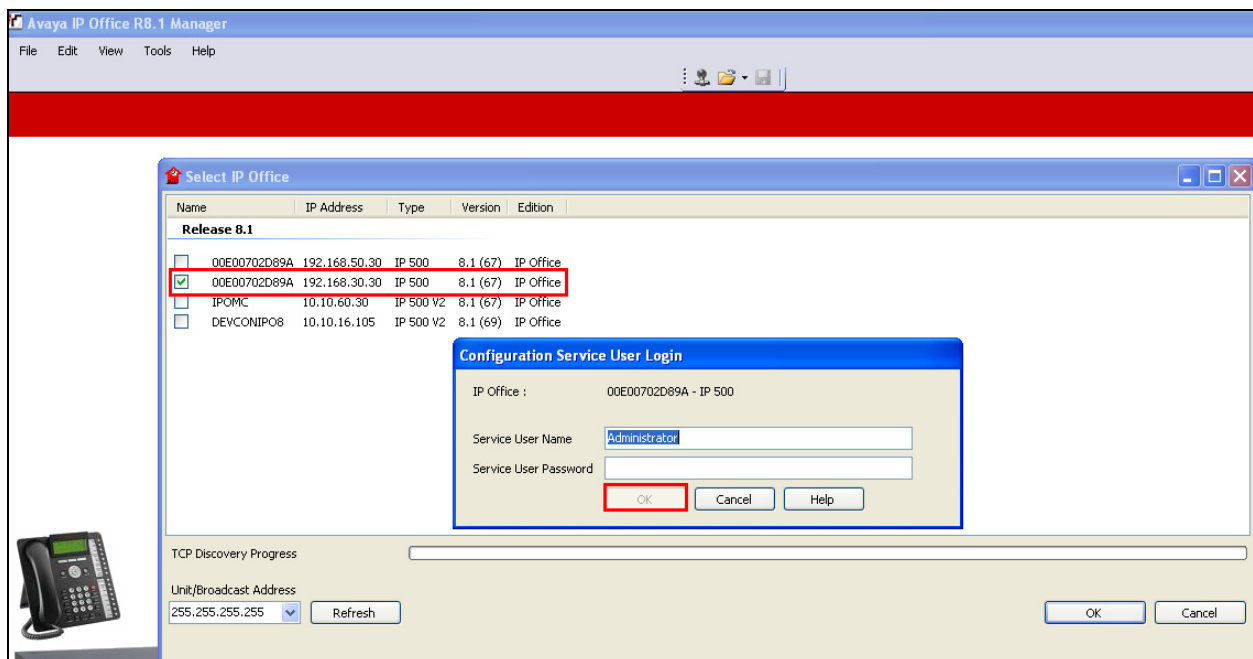 Avaya IP Office R8.1 Manager
File Edit View Tools Help
Select IP Office
Name IP Address Type Version Edition
Release 8.1
00E00702D89A 192.168.50.30 IP 500 8.1 (67) IP Office
00E00702D89A 192.168.30.30 IP 500 8.1 (67) IP Office
IPOMC 10.10.60.30 IP 500 V2 8.1 (67) IP Office
DEVCONIPO8 10.10.16.105 IP 500 V2 8.1 (69) IP Office
Configuration Service User Login
IP Office : 00E00702D89A - IP 500
Service User Name Administrator
Service User Password
OK Cancel Help
TCP Discovery Progress
Unit/Broadcast Address
255.255.255.255 Refresh OK Cancel